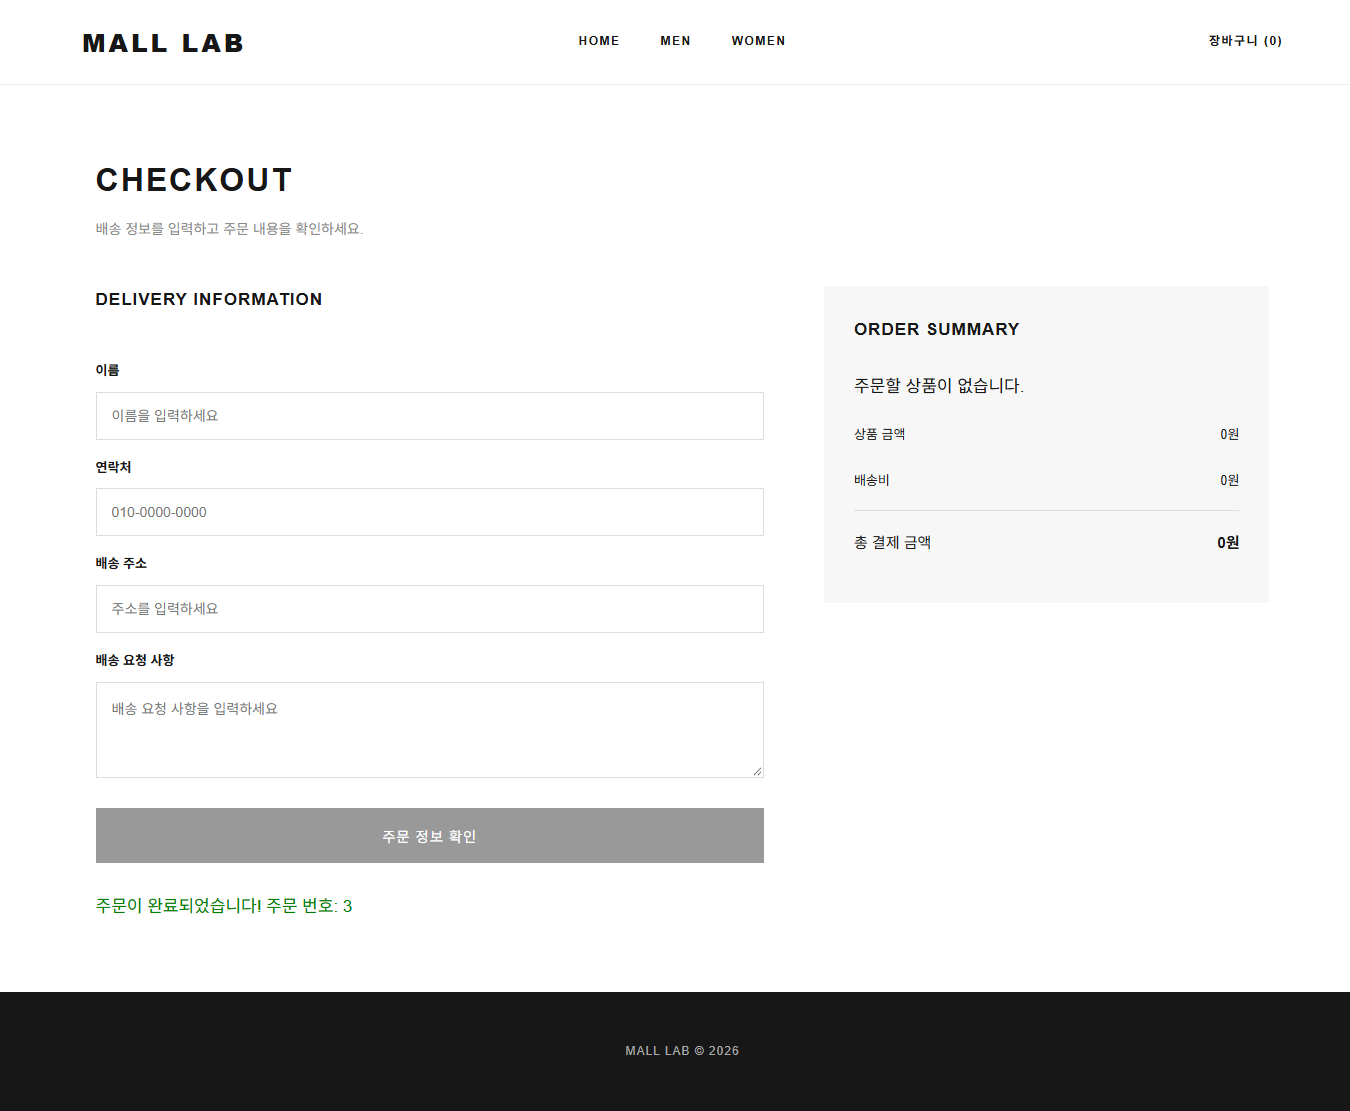 MALL LAB
HOME MEN WOMEN
장바구니 (0)
CHECKOUT
배송 정보를 입력하고 주문 내용을 확인하세요.
DELIVERY INFORMATION
이름
이름을 입력하세요
연락처
010-0000-0000
배송 주소
주소를 입력하세요
배송 요청 사항
배송 요청 사항을 입력하세요
주문 정보 확인
주문이 완료되었습니다! 주문 번호: 3
ORDER SUMMARY
주문할 상품이 없습니다.
상품 금액 0원
배송비 0원
총 결제 금액 0원
MALL LAB © 2026